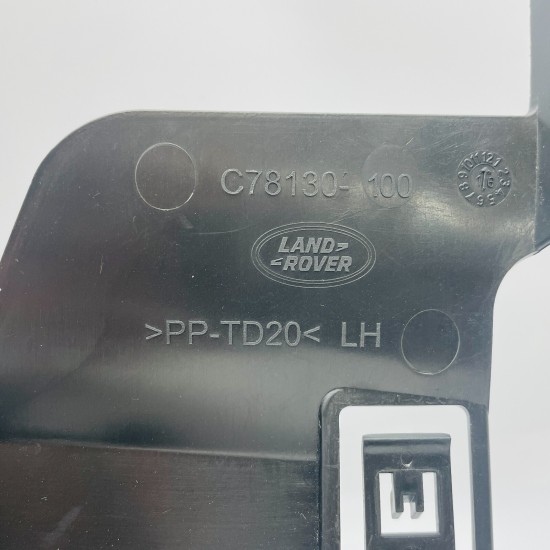 C78130- 100
LAND
ROVER
>PP-TD20< LH